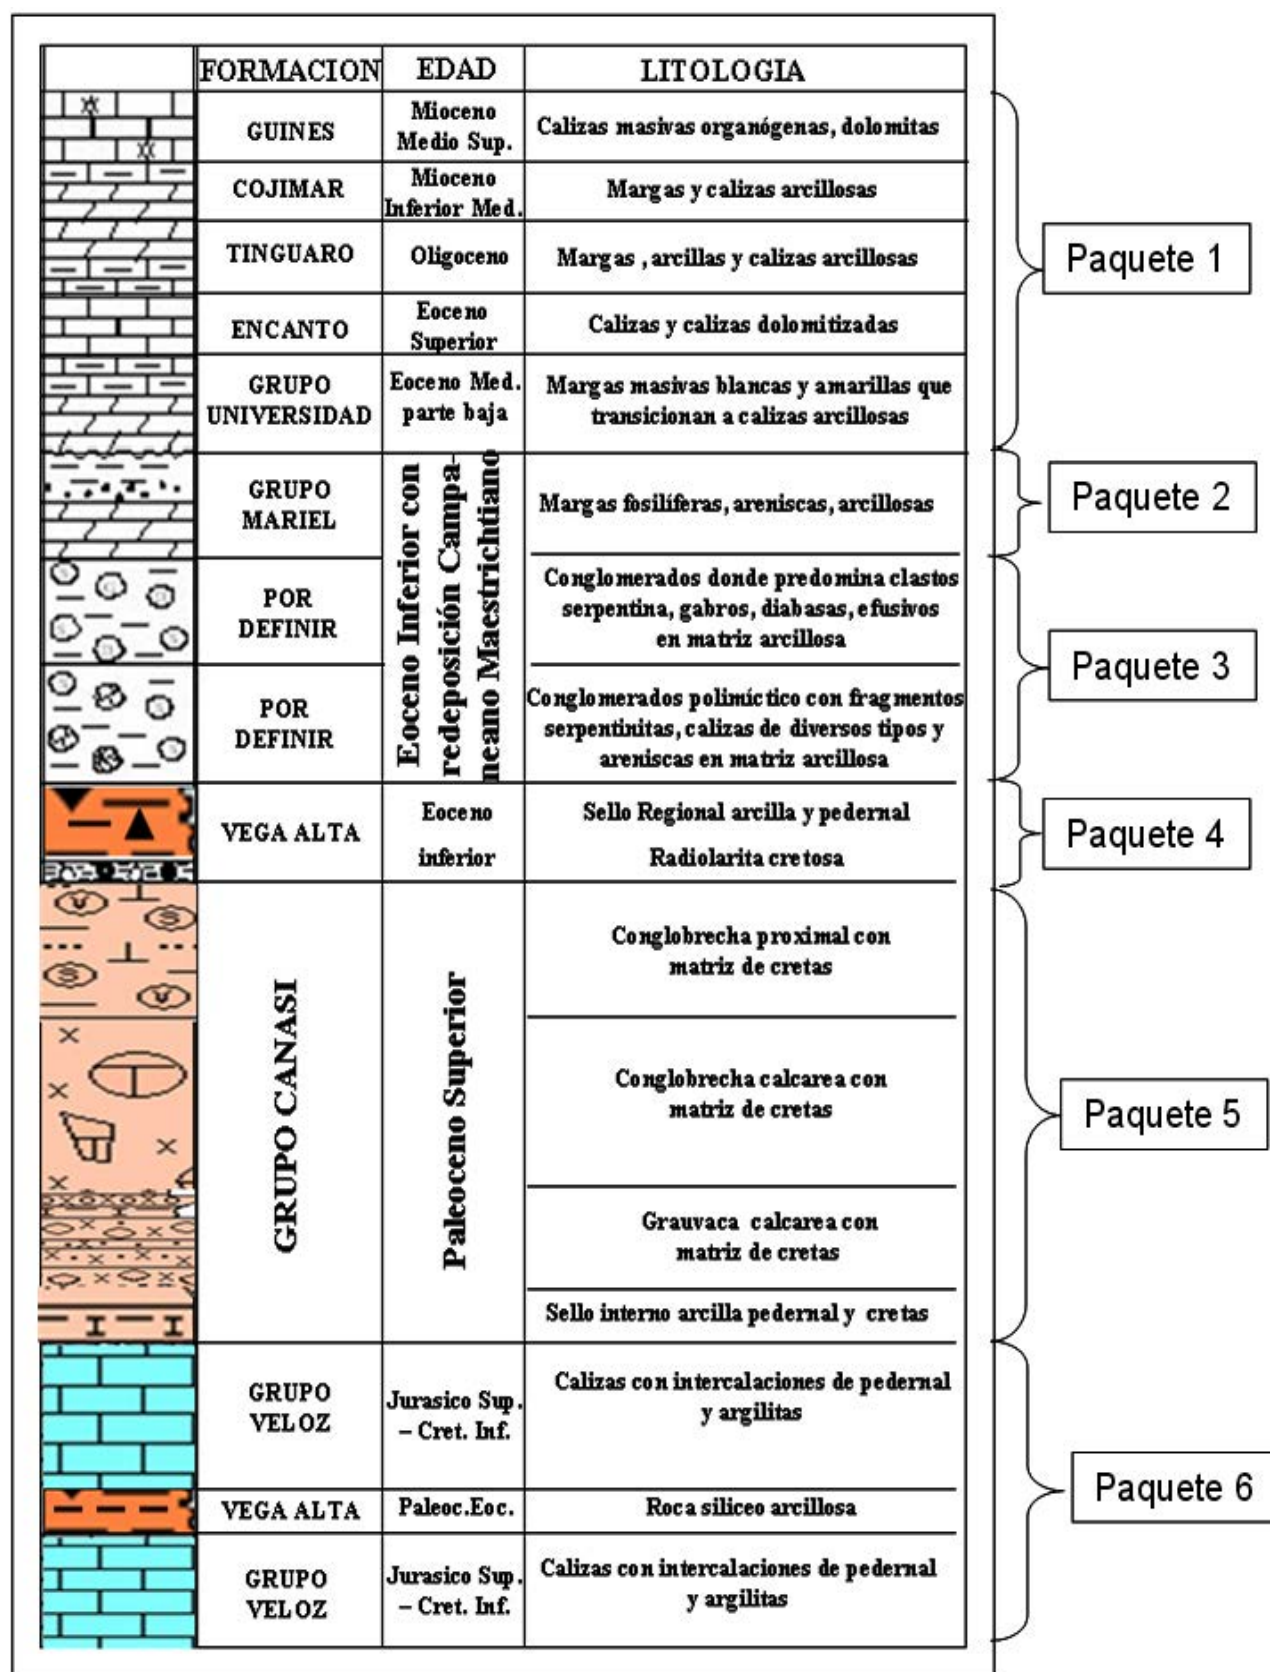 FORMACION EDAD LITOLOGIA
GUINES
Mioceno
Medio Sup.
Calizas masivas organógenas, dolomitas
COJIMAR
Mioceno
Inferior Med.
Margas y calizas arcillosas
TINGUARO
Oligoceno
Margas , arcillas y calizas arcillosas
ENCANTO
Eoceno
Superior
Calizas y calizas dolomitizadas
GRUPO
UNIVERSIDAD
Eoceno Med.
parte baja
Margas masivas blancas y amarillas que
transicionan a calizas arcillosas
Paquete 1
GRUPO
MARIEL
Eoceno Inferior con
redeposición Campa-
neano Maestrichtiano
Margas fosilíferas, areniscas, arcillosas
Paquete 2
POR
DEFINIR
Conglomerados donde predomina clastos
serpentina, gabros, diabasas, efusivos
en matriz arcillosa
POR
DEFINIR
Conglomerados polimíctico con fragmentos
serpentinitas, calizas de diversos tipos y
areniscas en matriz arcillosa
Paquete 3
VEGA ALTA
Eoceno
inferior
Sello Regional arcilla y pedernal
Radiolarita cretosa
Paquete 4
GRUPO CANASI
Paleoceno Superior
Conglobrecha proximal con
matriz de cretas
Conglobrecha calcarea con
matriz de cretas
Grauvaca calcarea con
matriz de cretas
Sello interno arcilla pedernal y cretas
Paquete 5
GRUPO
VELOZ
Jurasico Sup.
– Cret. Inf.
Calizas con intercalaciones de pedernal
y argilitas
VEGA ALTA
Paleoc.Eoc.
Roca siliceo arcillosa
GRUPO
VELOZ
Jurasico Sup.
– Cret. Inf.
Calizas con intercalaciones de pedernal
y argilitas
Paquete 6